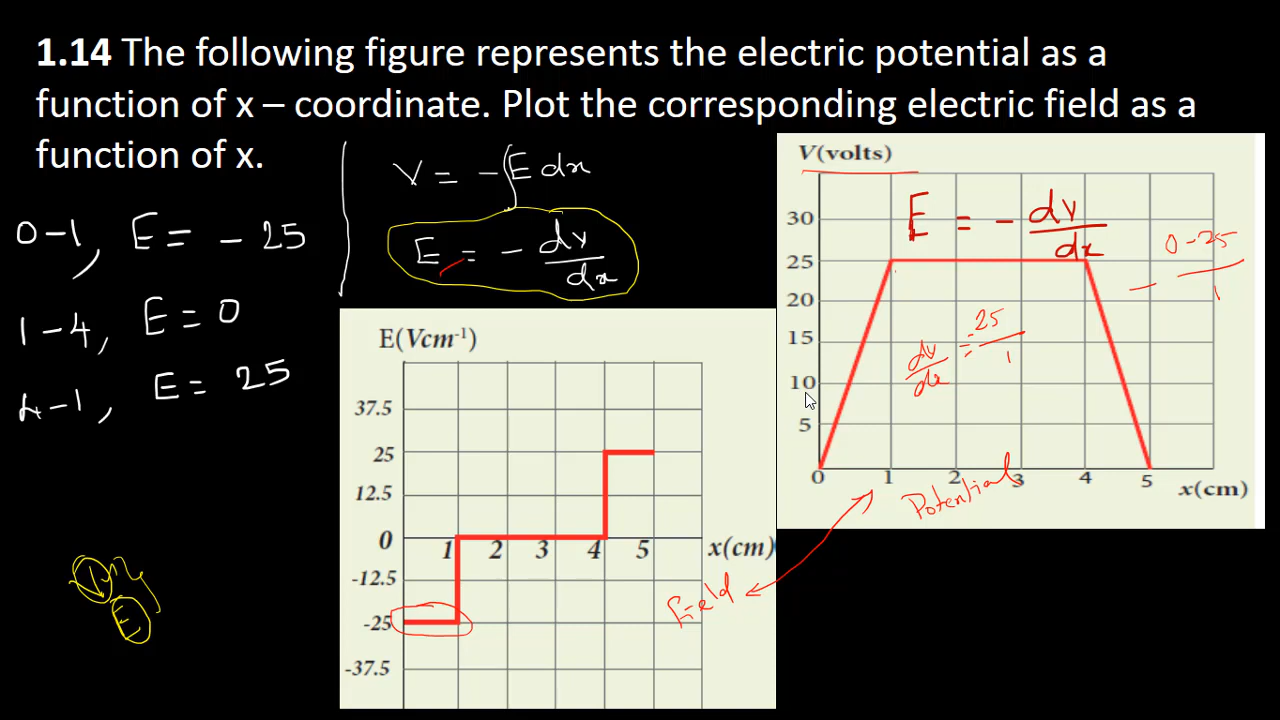 1.14 The following figure represents the electric potential as a
function of x – coordinate. Plot the corresponding electric field as a
function of x.
V = - ∫ E dx
E = - dv/dx
0-1, E = - 25
1-4, E = 0
4-1, E = 25
V(volts)
E = - dv/dx
- 0-25/1
dv/dx = 25/1
30
25
20
15
10
5
0 1 2 3 4 5 x(cm)
Potential
E(Vcm⁻¹)
37.5
25
12.5
0
1 2 3 4 5 x(cm)
-12.5
-25
-37.5
Field
E